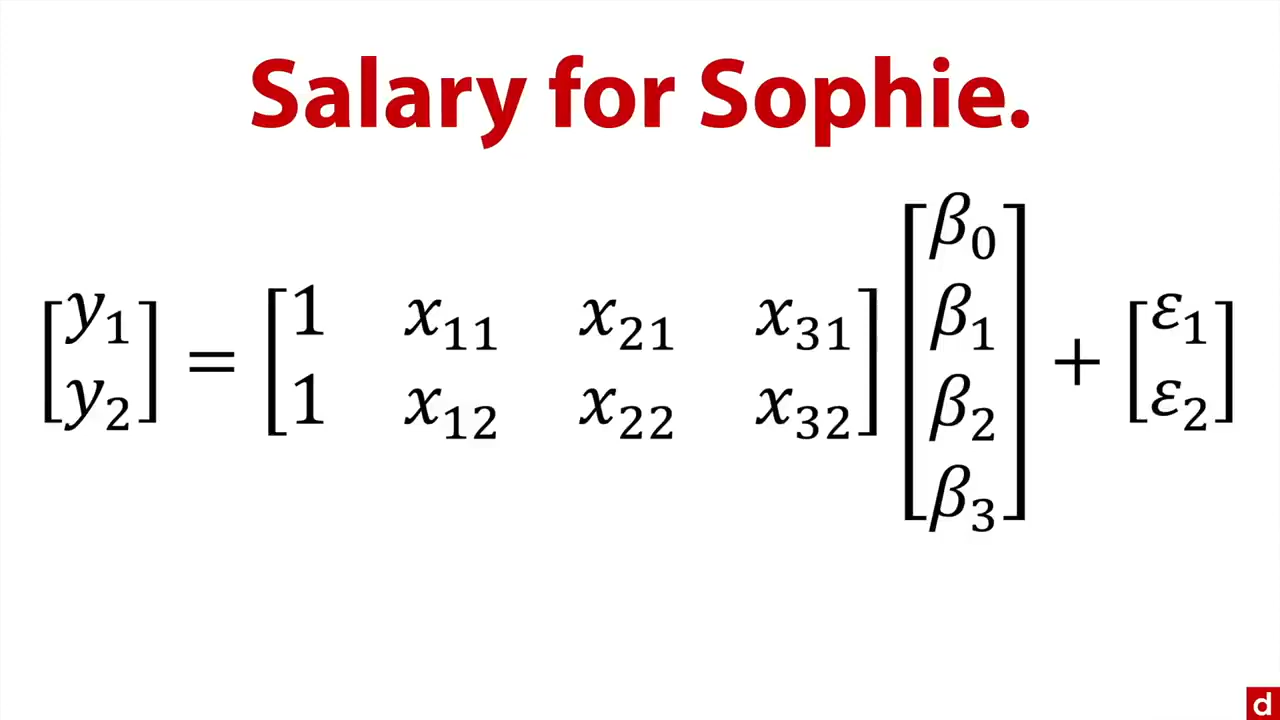 Salary for Sophie.
[y₁ y₂] = [1 x₁₁ x₂₁ x₃₁; 1 x₁₂ x₂₂ x₃₂] [β₀ β₁ β₂ β₃] + [ε₁ ε₂]
d